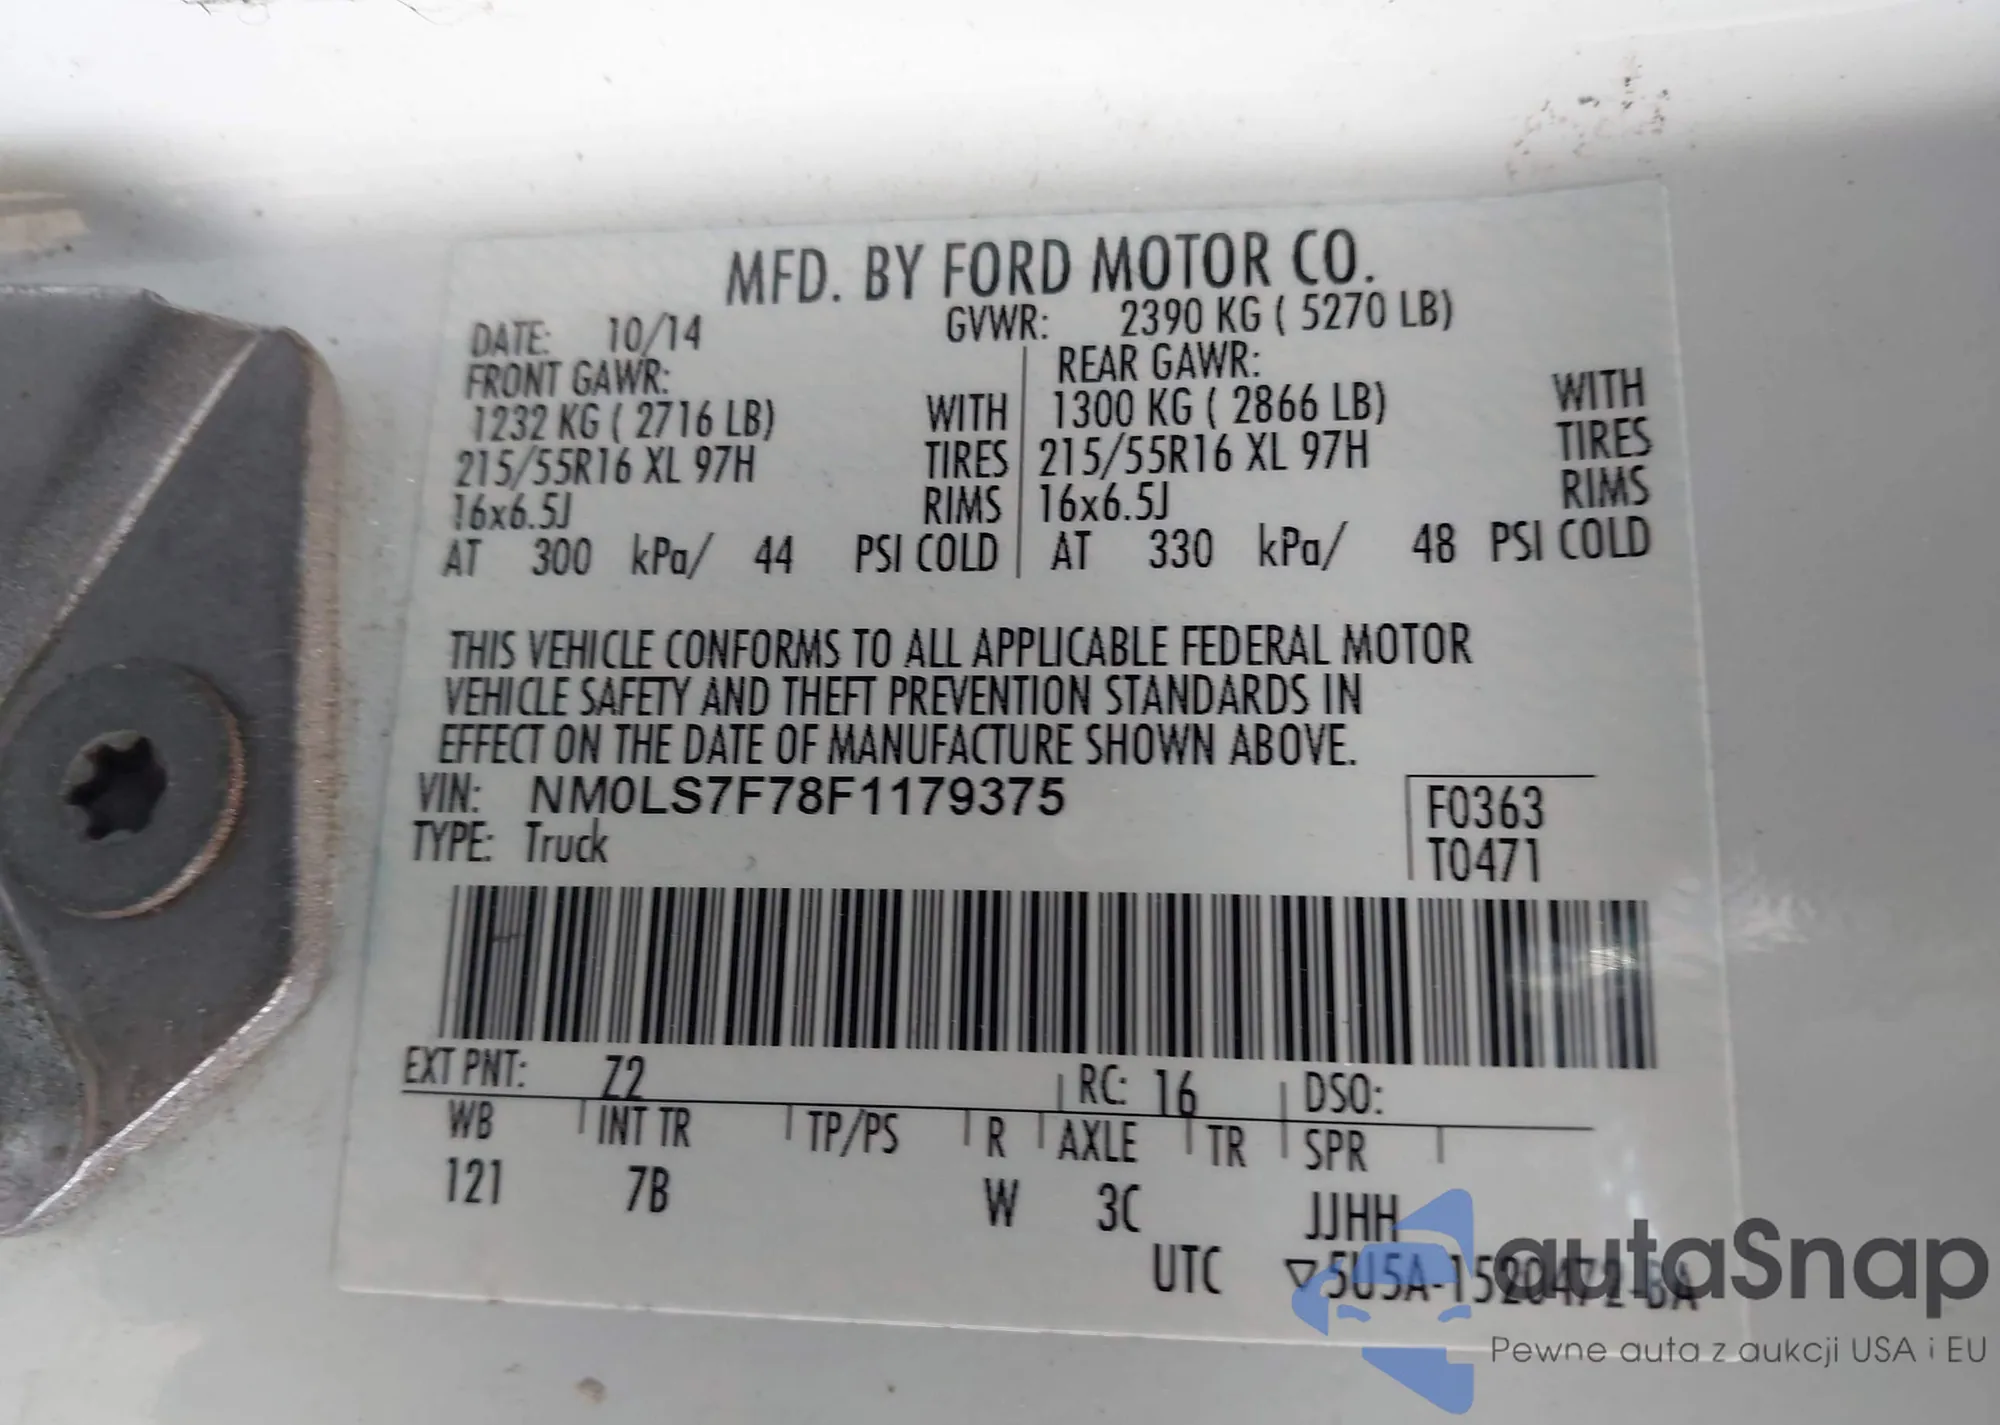 MFD. BY FORD MOTOR CO.
DATE: 10/14 GVWR: 2390 KG ( 5270 LB)
FRONT GAWR: REAR GAWR:
1232 KG ( 2716 LB) WITH 1300 KG ( 2866 LB) WITH
215/55R16 XL 97H TIRES 215/55R16 XL 97H TIRES
16x6.5J RIMS 16x6.5J RIMS
AT 300 kPa/ 44 PSI COLD AT 330 kPa/ 48 PSI COLD
THIS VEHICLE CONFORMS TO ALL APPLICABLE FEDERAL MOTOR
VEHICLE SAFETY AND THEFT PREVENTION STANDARDS IN
EFFECT ON THE DATE OF MANUFACTURE SHOWN ABOVE.
VIN: NM0LS7F78F1179375 F0363
TYPE: Truck T0471
EXT PNT: Z2 RC: 16 DSO:
WB INT TR TP/PS R AXLE TR SPR
121 7B W 3C JJHH
UTC ▽5U5A-1520472-BA
autaSnap
Pewne auta z aukcji USA i EU